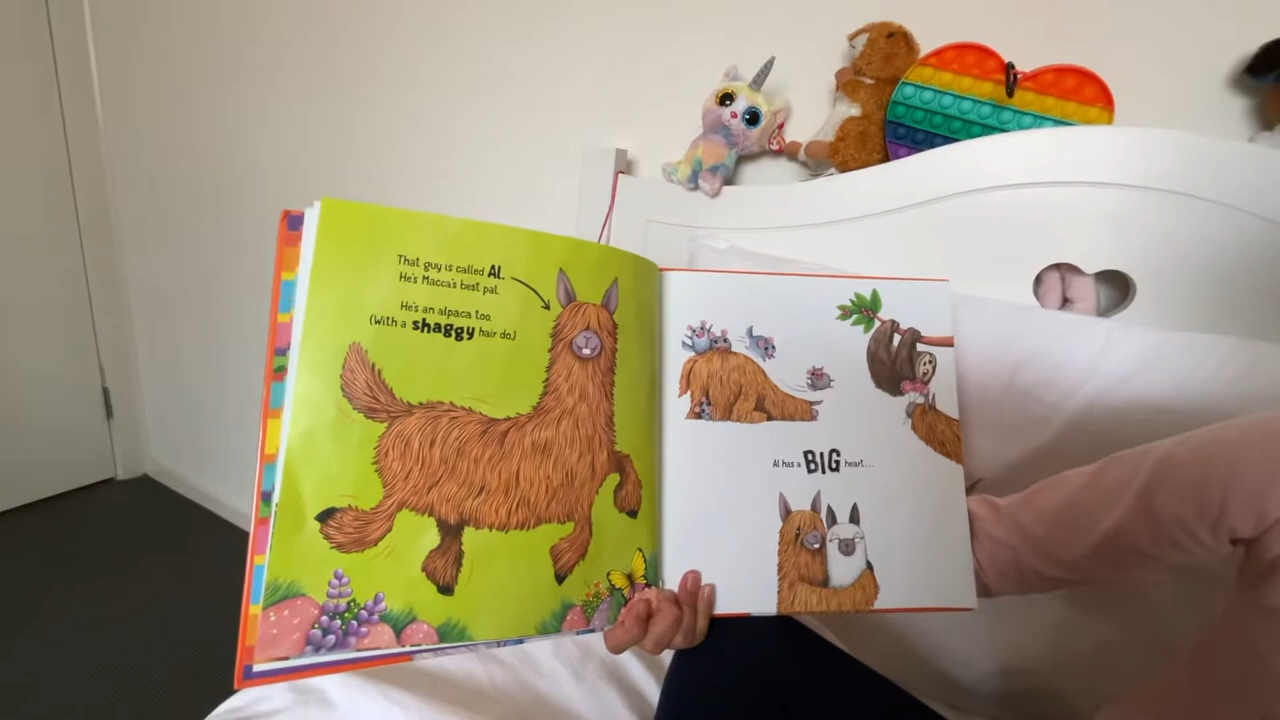 That guy is called Al.
He's Macca's best pal.
He's an alpaca too.
(With a shaggy hair do.)
Al has a BIG heart...